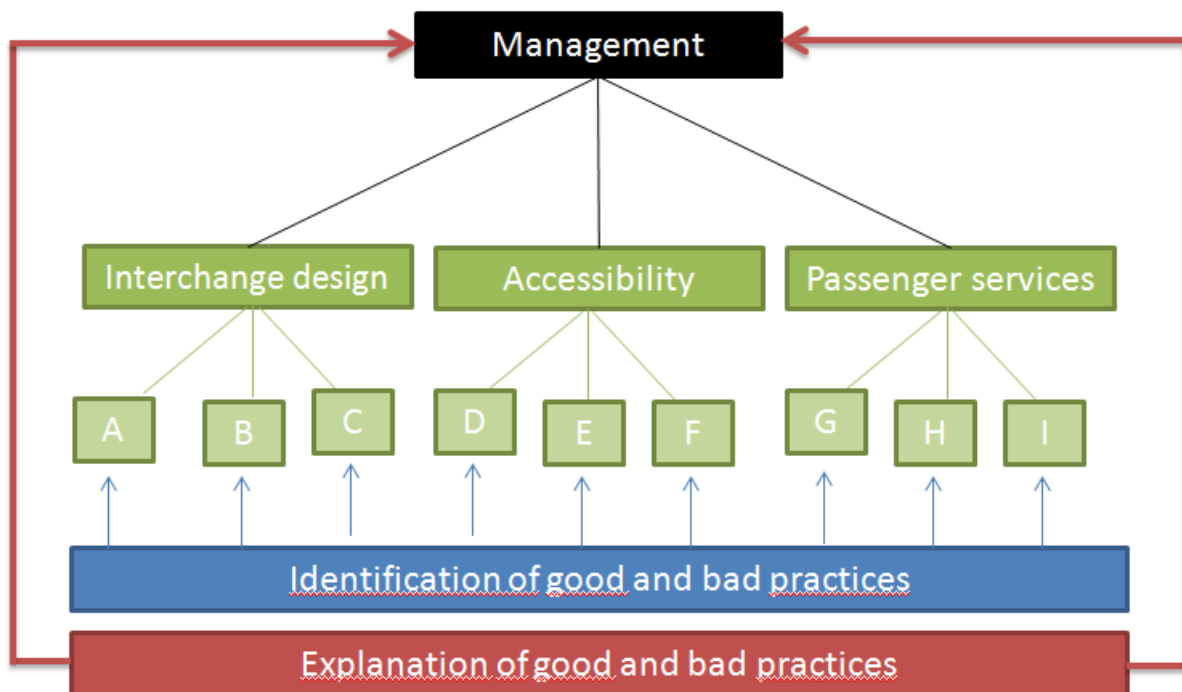 Management
Interchange design
Accessibility
Passenger services
A
B
C
D
E
F
G
H
I
Identification of good and bad practices
Explanation of good and bad practices